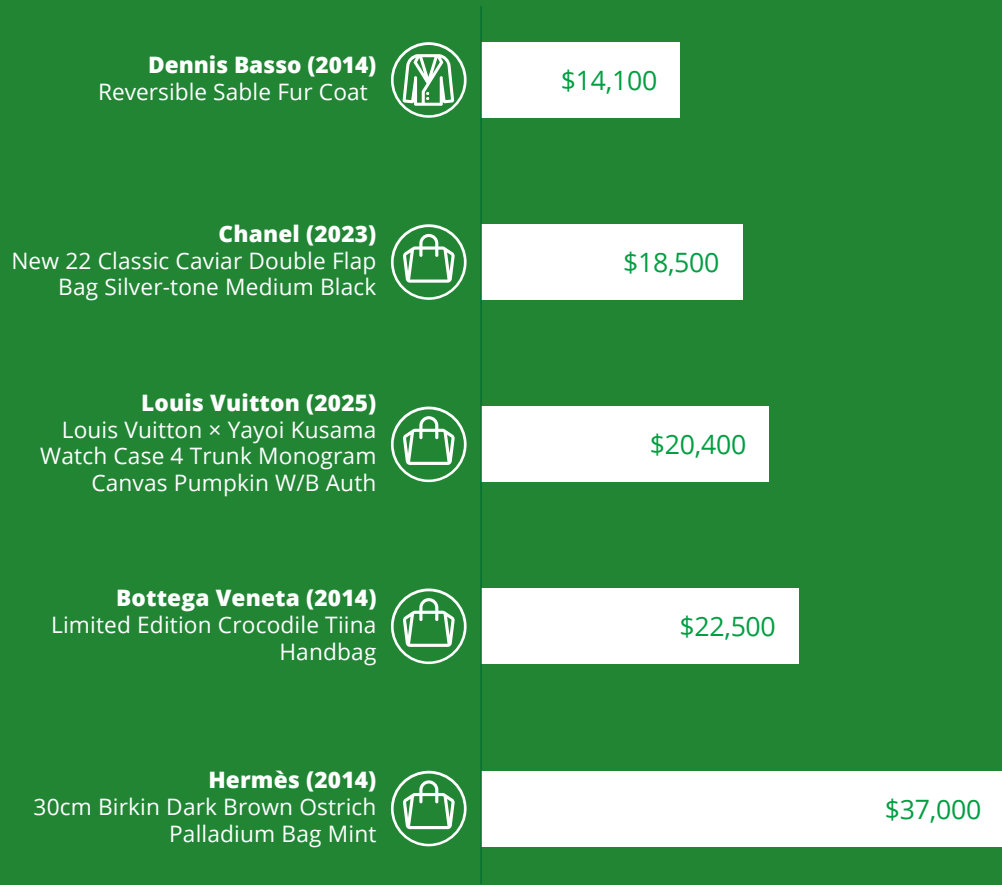 Dennis Basso (2014)
Reversible Sable Fur Coat
$14,100
Chanel (2023)
New 22 Classic Caviar Double Flap
Bag Silver-tone Medium Black
$18,500
Louis Vuitton (2025)
Louis Vuitton × Yayoi Kusama
Watch Case 4 Trunk Monogram
Canvas Pumpkin W/B Auth
$20,400
Bottega Veneta (2014)
Limited Edition Crocodile Tiina
Handbag
$22,500
Hermès (2014)
30cm Birkin Dark Brown Ostrich
Palladium Bag Mint
$37,000